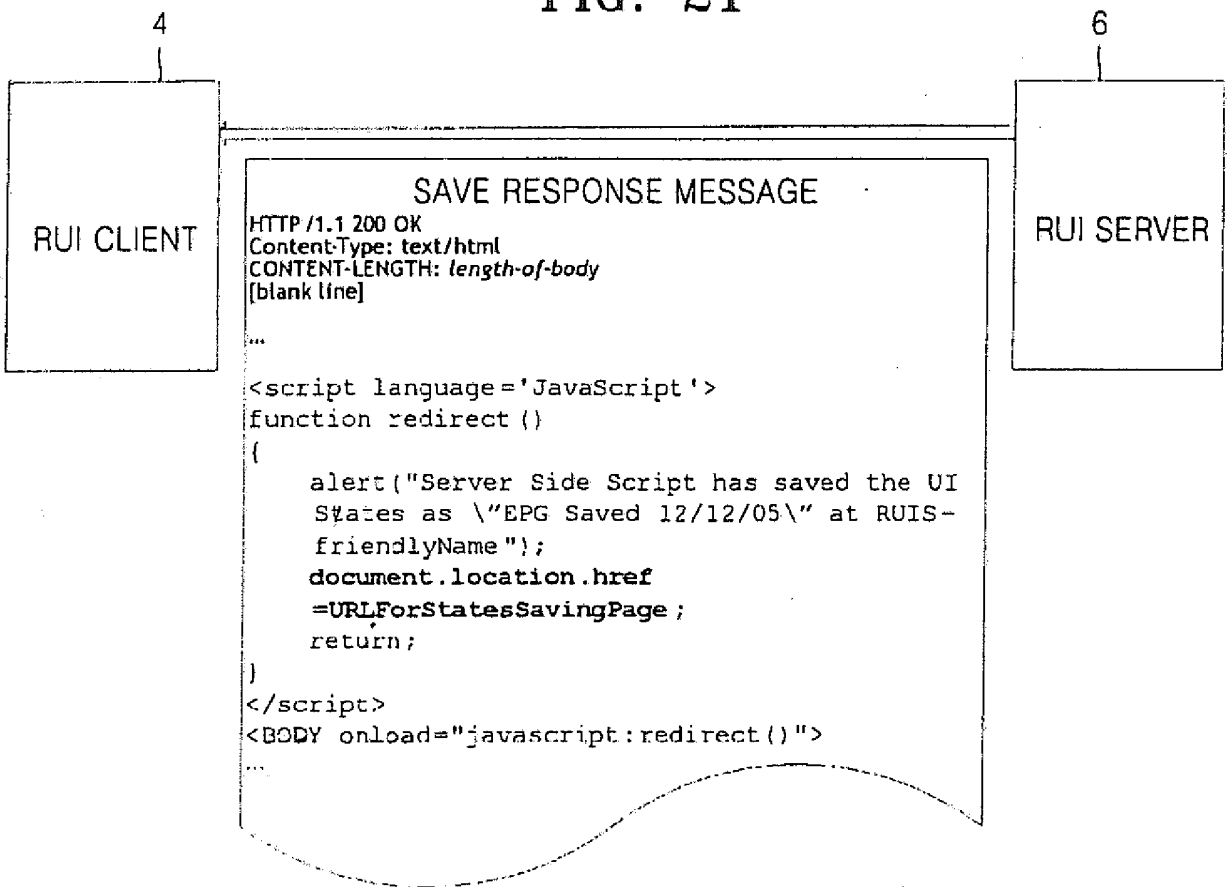 FIG. 21
4
6
RUI CLIENT
RUI SERVER
SAVE RESPONSE MESSAGE
HTTP/1.1 200 OK
Content-Type: text/html
CONTENT-LENGTH: length-of-body
[blank line]
...
<script language='JavaScript'>
function redirect()
{
alert("Server Side Script has saved the UI
States as \"EPG Saved 12/12/05\" at RUIS-
friendlyName");
document.location.href
=URLForStatesSavingPage;
return;
}
</script>
<BODY onload="javascript:redirect()">
...